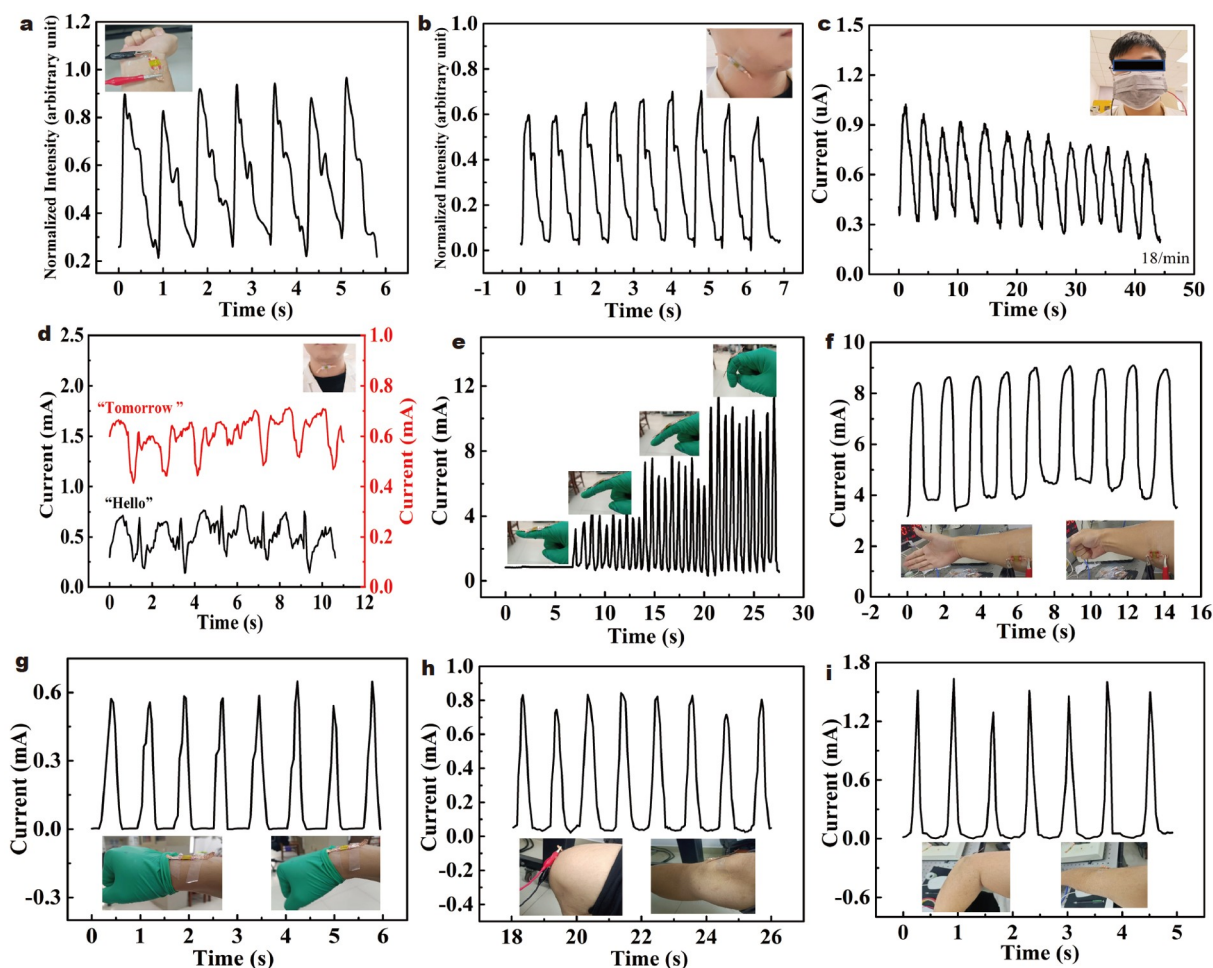 a
1.2
1.0
0.8
0.6
0.4
0.2
Normalized Intensity (arbitrary unit)
0 1 2 3 4 5 6
Time (s)
b
1.0
0.8
0.6
0.4
0.2
0.0
Normalized Intensity (arbitrary unit)
-1 0 1 2 3 4 5 6 7
Time (s)
c
1.5
1.2
0.9
0.6
0.3
0.0
Current (uA)
18/min
0 10 20 30 40 50
Time (s)
d
2.5
2.0
1.5
1.0
0.5
0.0
Current (mA)
“Tomorrow ”
“Hello”
1.0
0.8
0.6
0.4
0.2
0.0
Current (mA)
0 2 4 6 8 10 12
Time (s)
e
12
8
4
0
Current (mA)
0 5 10 15 20 25 30
Time (s)
f
10
8
6
4
2
0
Current (mA)
-2 0 2 4 6 8 10 12 14 16
Time (s)
g
0.6
0.3
0.0
-0.3
Current (mA)
0 1 2 3 4 5 6
Time (s)
h
1.0
0.8
0.6
0.4
0.2
0.0
-0.2
-0.4
Current (mA)
18 20 22 24 26
Time (s)
i
1.8
1.2
0.6
0.0
-0.6
Current (mA)
0 1 2 3 4 5
Time (s)